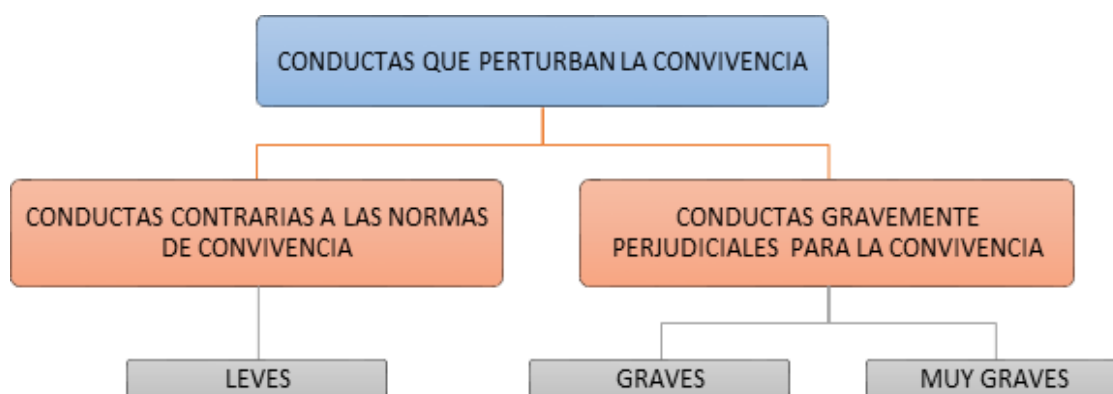 CONDUCTAS QUE PERTURBAN LA CONVIVENCIA
CONDUCTAS CONTRARIAS A LAS NORMAS
DE CONVIVENCIA
CONDUCTAS GRAVEMENTE
PERJUDICIALES PARA LA CONVIVENCIA
LEVES
GRAVES
MUY GRAVES